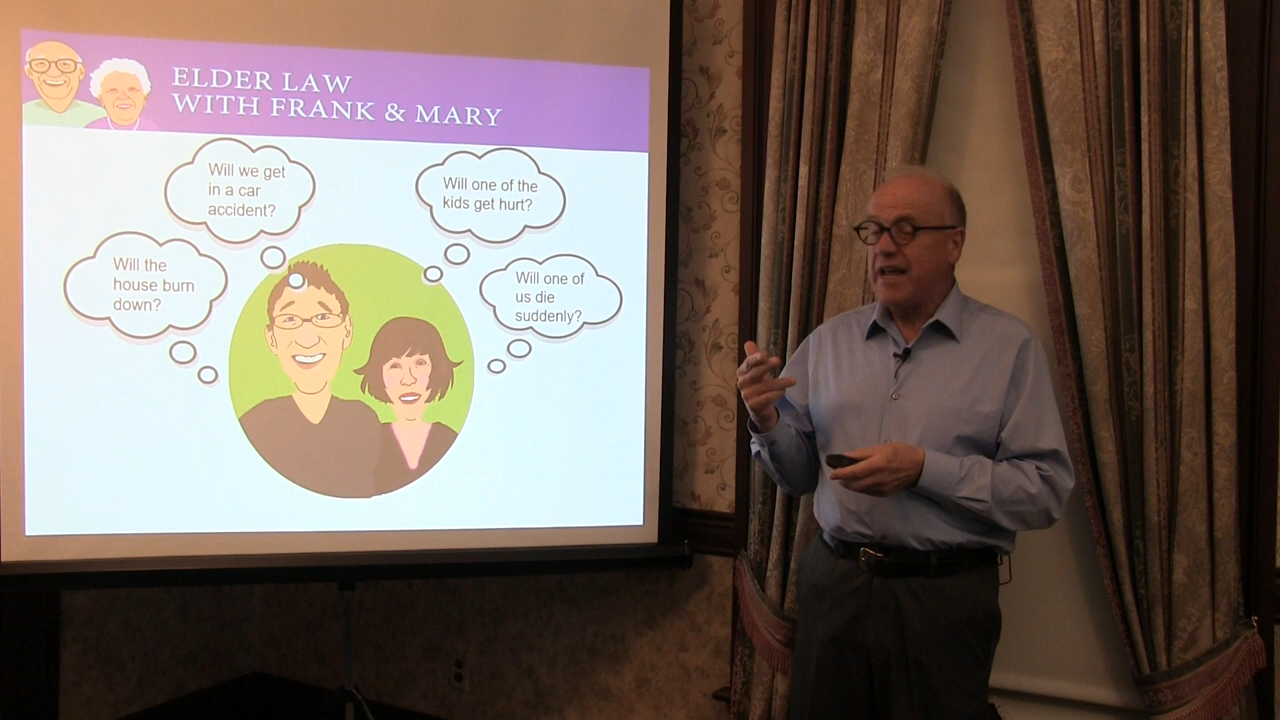 ELDER LAW
WITH FRANK & MARY
Will we get
in a car
accident?
Will one of the
kids get hurt?
Will the
house burn
down?
Will one of
us die
suddenly?